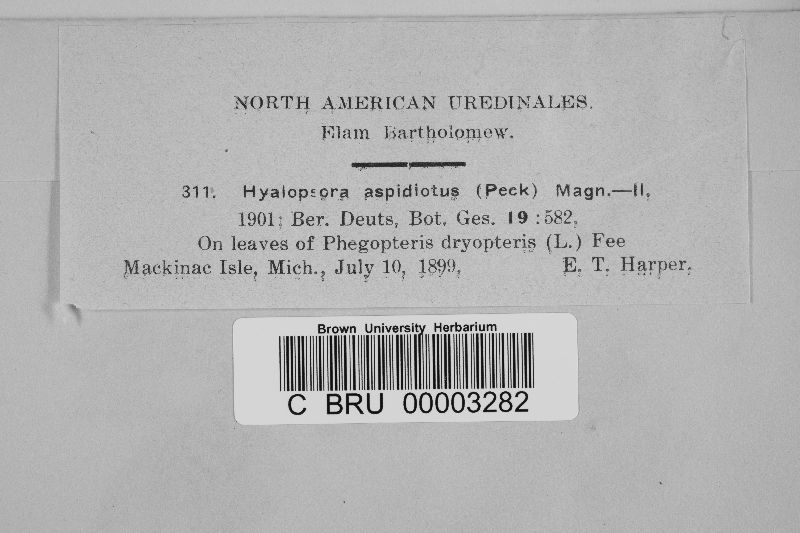 NORTH AMERICAN UREDINALES.
Elam Bartholomew.
311. Hyalopsora aspidiotus (Peck) Magn.—II.
1901: Ber. Deuts. Bot. Ges. 19 :582.
On leaves of Phegopteris dryopteris (L.) Fee
Mackinac Isle, Mich., July 10, 1899. E. T. Harper.
Brown University Herbarium
C BRU 00003282